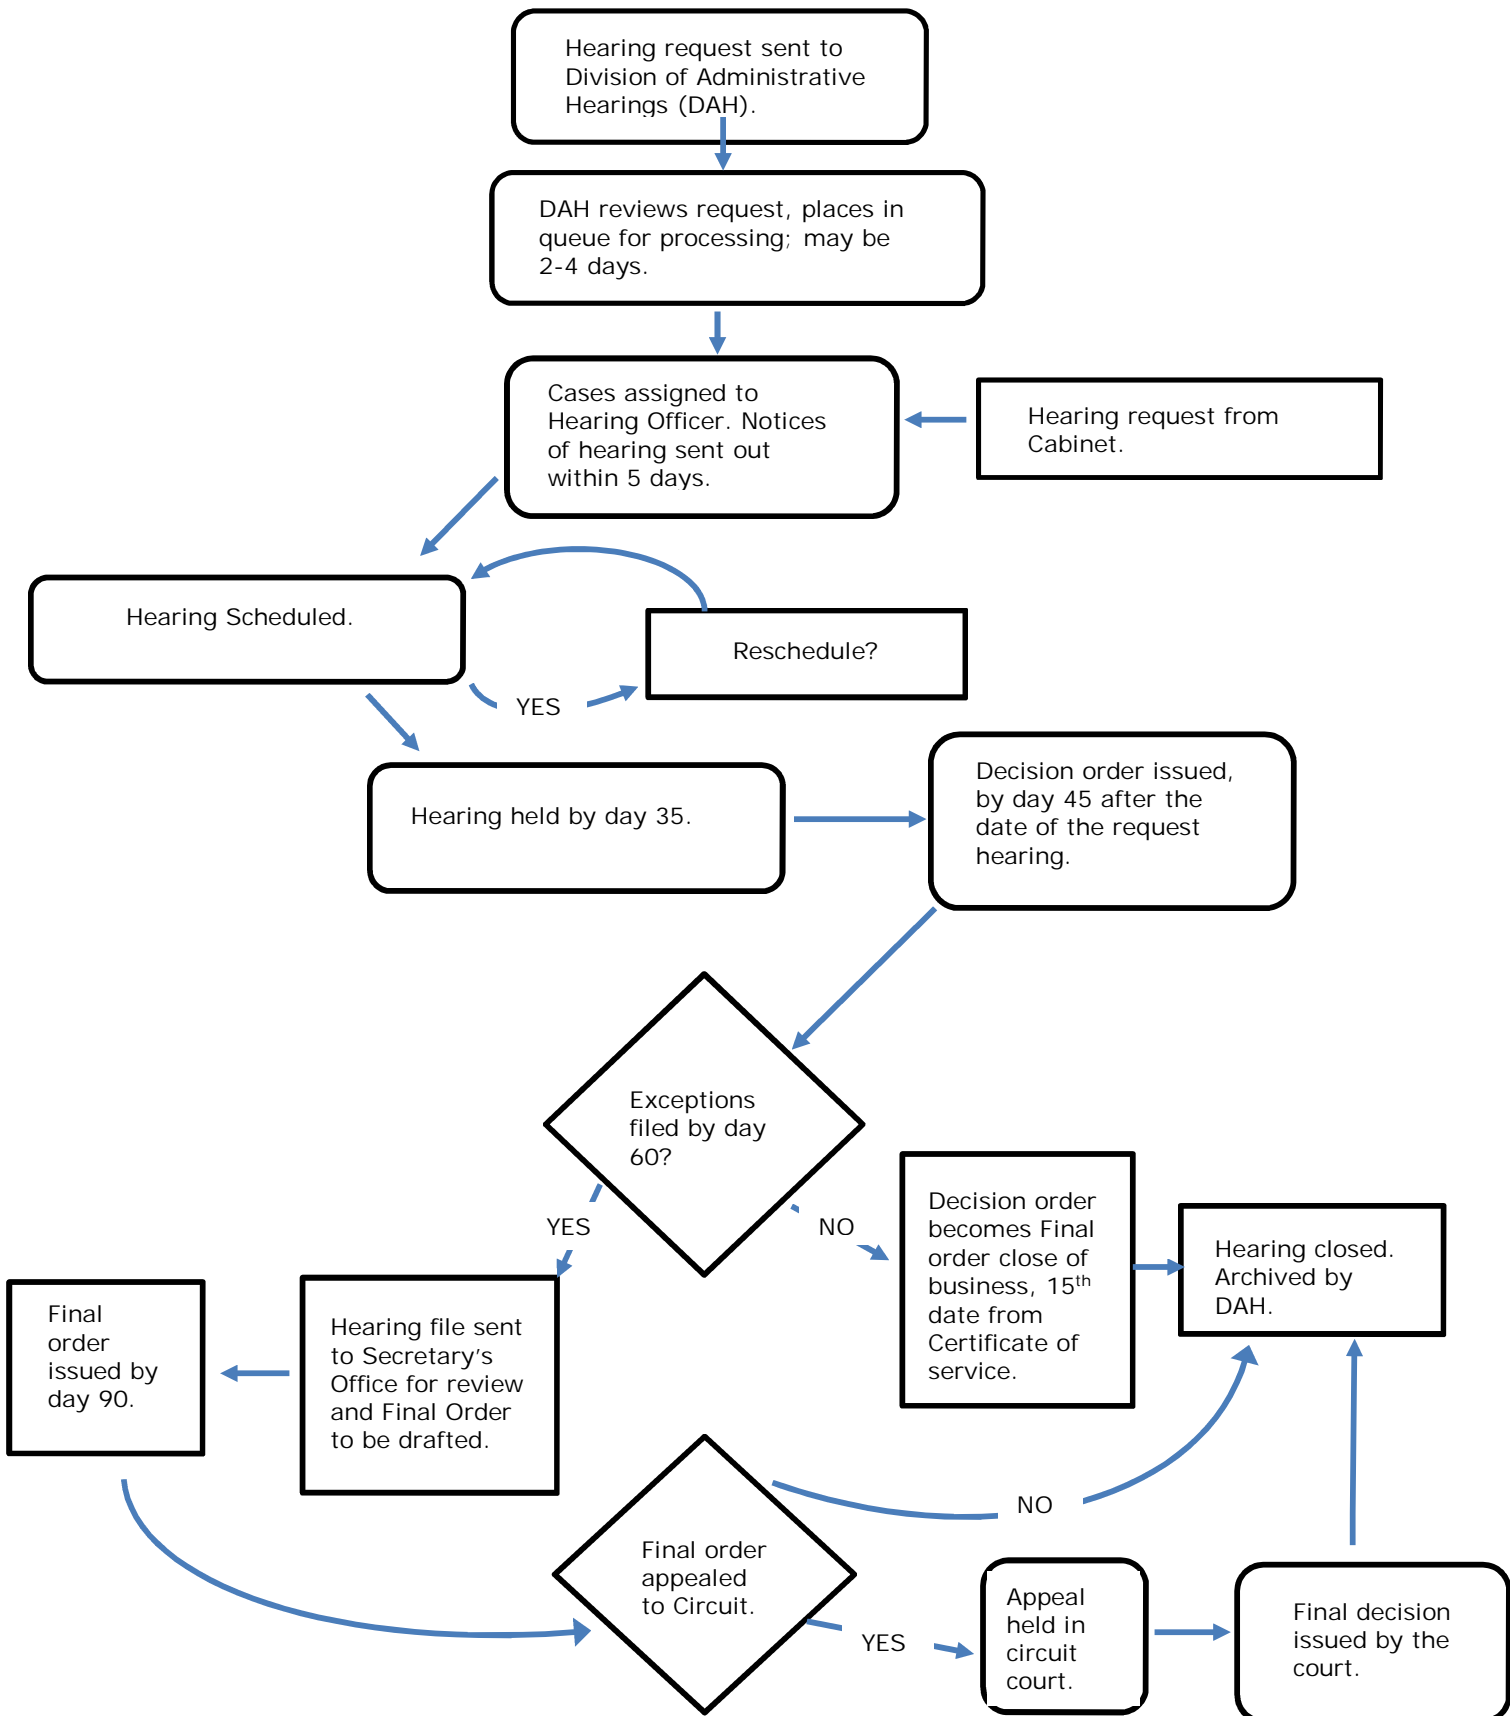 Hearing request sent to
Division of Administrative
Hearings (DAH).
DAH reviews request, places in
queue for processing; may be
2-4 days.
Cases assigned to
Hearing Officer. Notices
of hearing sent out
within 5 days.
Hearing request from
Cabinet.
Hearing Scheduled.
Reschedule?
YES
Hearing held by day 35.
Decision order issued,
by day 45 after the
date of the request
hearing.
Exceptions
filed by day
60?
YES
NO
Decision order
becomes Final
order close of
business, 15th
date from
Certificate of
service.
Hearing closed.
Archived by
DAH.
Final
order
issued by
day 90.
Hearing file sent
to Secretary’s
Office for review
and Final Order
to be drafted.
NO
Final order
appealed
to Circuit.
YES
Appeal
held in
circuit
court.
Final decision
issued by the
court.